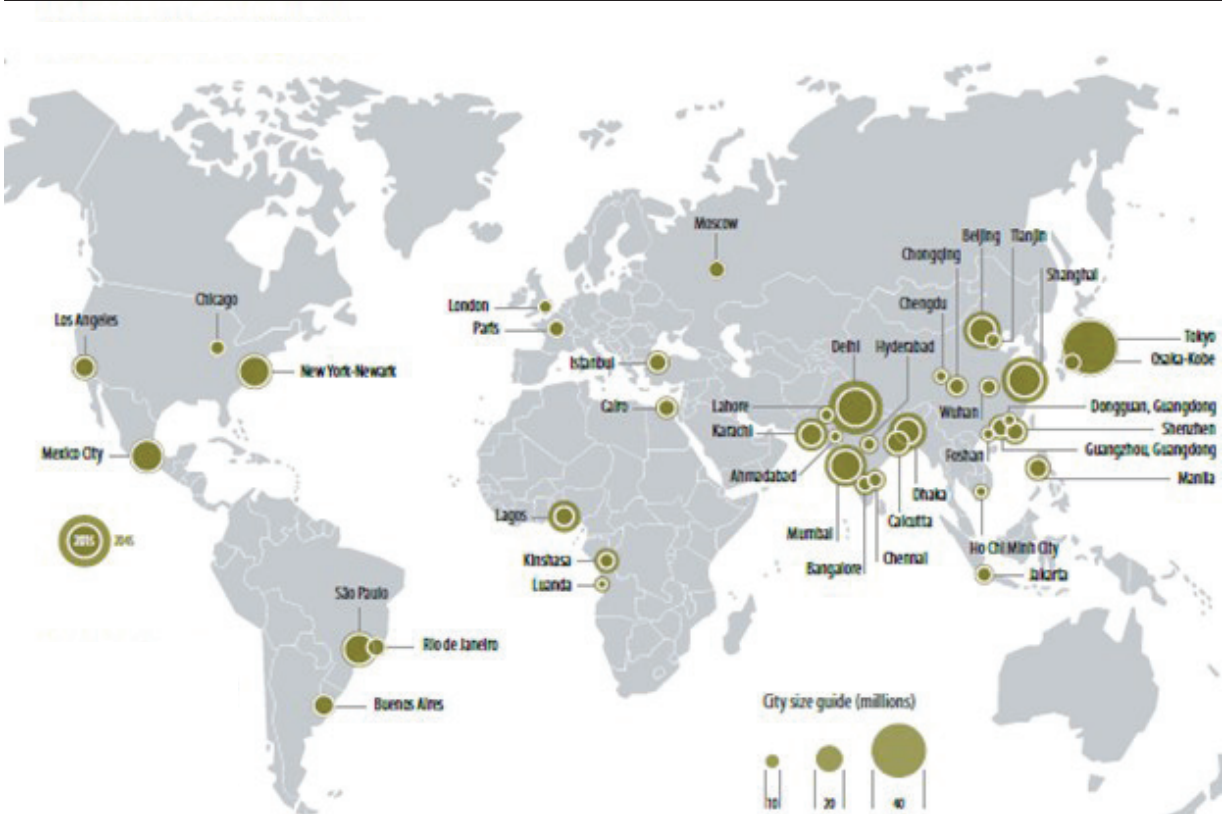 Moscow
Beijing
Tianjin
Chongqing
Shanghai
Chengdu
Chicago
London
Los Angeles
Paris
Tokyo
Delhi
Hyderabad
Osaka-Kobe
Istanbul
New York-Newark
Cairo
Lahore
Wuhan
Dongguan, Guangdong
Karachi
Shenzhen
Foshan
Guangzhou, Guangdong
Mexico City
Ahmadabad
Manila
Dhaka
Lagos
Calcutta
Mumbai
2015
2045
Ho Chi Minh City
Kinshasa
Chennai
Bangalore
Jakarta
Luanda
São Paulo
Rio de Janeiro
Buenos Aires
City size guide (millions)
10 20 40